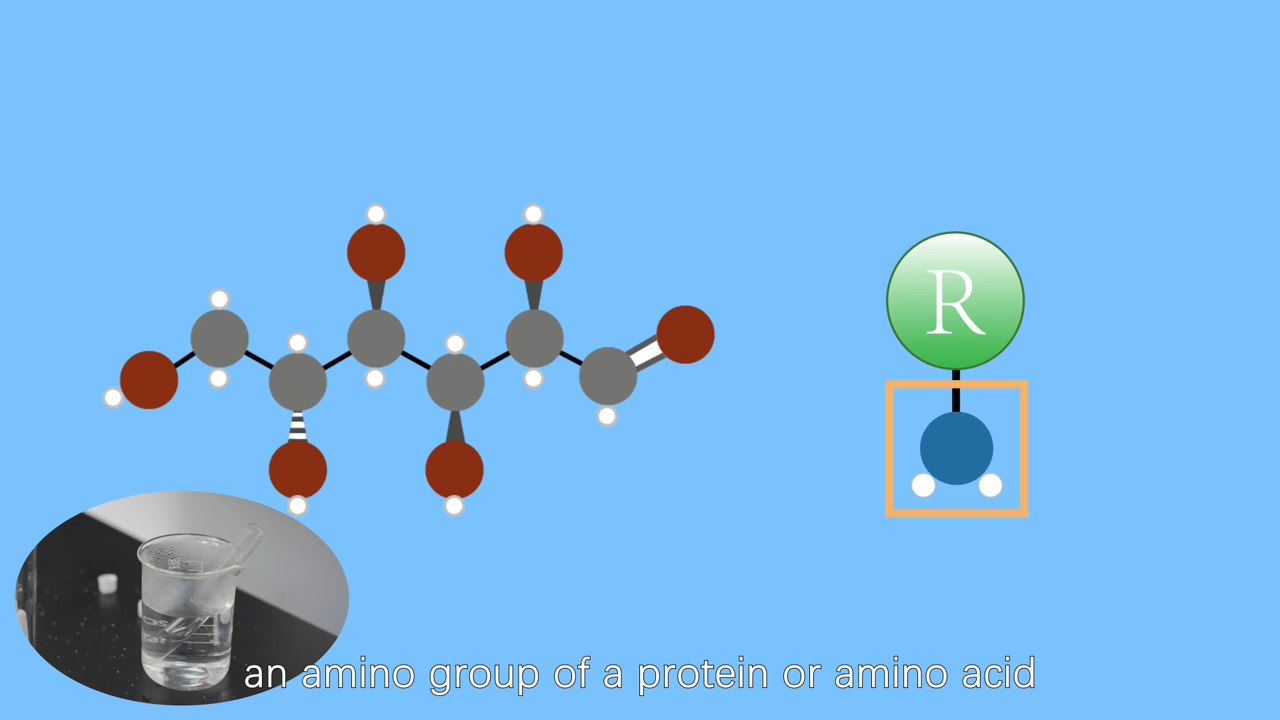 R
an amino group of a protein or amino acid